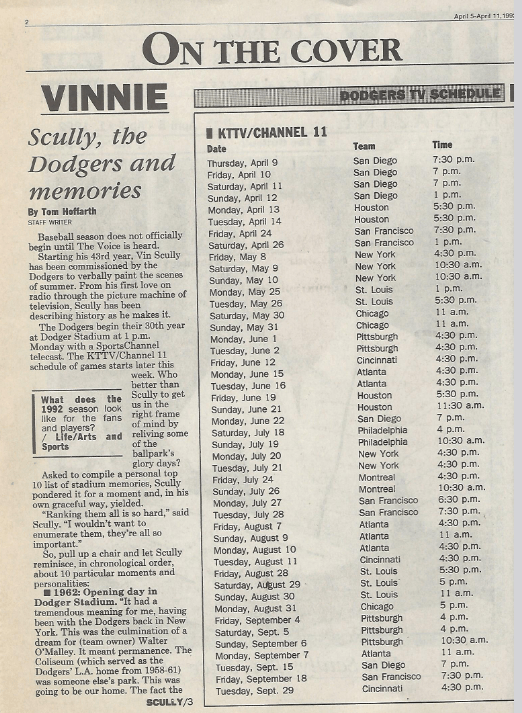 2
April 5-April 11, 199
ON THE COVER
VINNIE
Scully, the
Dodgers and
memories
By Tom Hoffarth
STAFF WRITER
Baseball season does not officially
begin until The Voice is heard.
Starting his 43rd year, Vin Scully
has been commissioned by the
Dodgers to verbally paint the scenes
of summer. From his first love on
radio through the picture machine of
television, Scully has been
describing history as he makes it.
The Dodgers begin their 30th year
at Dodger Stadium at 1 p.m.
Monday with a SportsChannel
telecast. The KTTV/Channel 11
schedule of games starts later this
week. Who
better than
Scully to get
us in the
right frame
of mind by
reliving some
of the
ballpark's
glory days?
What does the
1992 season look
like for the fans
and players?
/ Life/Arts and
Sports
Asked to compile a personal top
10 list of stadium memories, Scully
pondered it for a moment and, in his
own graceful way, yielded.
"Ranking them all is so hard," said
Scully. "I wouldn't want to
enumerate them, they're all so
important."
So, pull up a chair and let Scully
reminisce, in chronological order,
about 10 particular moments and
personalities:
■ 1962: Opening day in
Dodger Stadium. "It had a
tremendous meaning for me, having
been with the Dodgers back in New
York. This was the culmination of a
dream for (team owner) Walter
O'Malley. It meant permanence. The
Coliseum (which served as the
Dodgers' L.A. home from 1958-61)
was someone else's park. This was
going to be our home. The fact the
SCULLY/3
DODGERS TV SCHEDULE
KTTV/CHANNEL 11
Date Team Time
Thursday, April 9 San Diego 7:30 p.m.
Friday, April 10 San Diego 7 p.m.
Saturday, April 11 San Diego 7 p.m.
Sunday, April 12 San Diego 1 p.m.
Monday, April 13 Houston 5:30 p.m.
Tuesday, April 14 Houston 5:30 p.m.
Friday, April 24 San Francisco 7:30 p.m.
Saturday, April 26 San Francisco 1 p.m.
Friday, May 8 New York 4:30 p.m.
Saturday, May 9 New York 10:30 a.m.
Sunday, May 10 New York 10:30 a.m.
Monday, May 25 St. Louis 1 p.m.
Tuesday, May 26 St. Louis 5:30 p.m.
Saturday, May 30 Chicago 11 a.m.
Sunday, May 31 Chicago 11 a.m.
Monday, June 1 Pittsburgh 4:30 p.m.
Tuesday, June 2 Pittsburgh 4:30 p.m.
Friday, June 12 Cincinnati 4:30 p.m.
Monday, June 15 Atlanta 4:30 p.m.
Tuesday, June 16 Atlanta 4:30 p.m.
Friday, June 19 Houston 5:30 p.m.
Sunday, June 21 Houston 11:30 a.m.
Monday, June 22 San Diego 7 p.m.
Saturday, July 18 Philadelphia 4 p.m.
Sunday, July 19 Philadelphia 10:30 a.m.
Monday, July 20 New York 4:30 p.m.
Tuesday, July 21 New York 4:30 p.m.
Friday, July 24 Montreal 4:30 p.m.
Sunday, July 26 Montreal 10:30 a.m.
Monday, July 27 San Francisco 6:30 p.m.
Tuesday, July 28 San Francisco 7:30 p.m.
Friday, August 7 Atlanta 4:30 p.m.
Sunday, August 9 Atlanta 11 a.m.
Monday, August 10 Atlanta 4:30 p.m.
Tuesday, August 11 Cincinnati 4:30 p.m.
Friday, August 28 St. Louis 5:30 p.m.
Saturday, August 29 St. Louis 5 p.m.
Sunday, August 30 St. Louis 11 a.m.
Monday, August 31 Chicago 5 p.m.
Friday, September 4 Pittsburgh 4 p.m.
Saturday, Sept. 5 Pittsburgh 4 p.m.
Sunday, September 6 Pittsburgh 10:30 a.m.
Monday, September 7 Atlanta 11 a.m.
Tuesday, Sept. 15 San Diego 7 p.m.
Friday, September 18 San Francisco 7:30 p.m.
Tuesday, Sept. 29 Cincinnati 4:30 p.m.